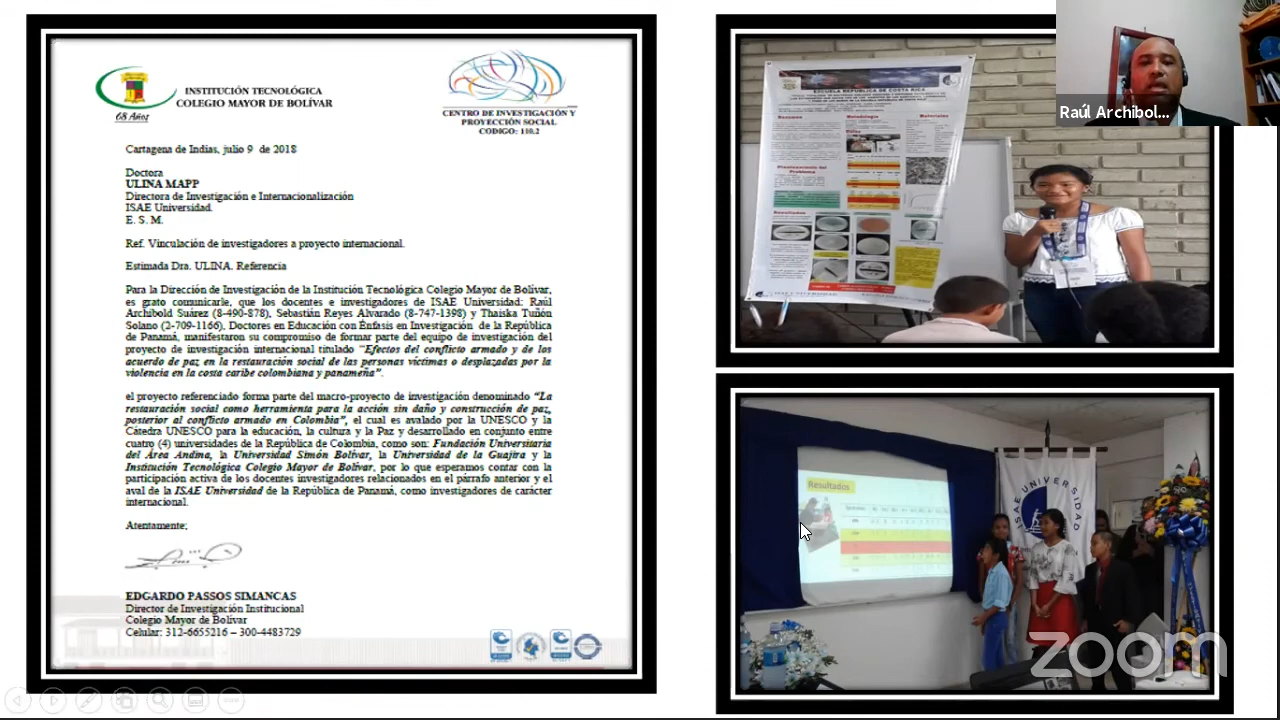 INSTITUCIÓN TECNOLÓGICA
COLEGIO MAYOR DE BOLÍVAR
68 Años
CENTRO DE INVESTIGACIÓN Y
PROYECCIÓN SOCIAL
CODIGO: 110.2
Cartagena de Indias, julio 9 de 2018
Doctora
ULINA MAPP
Directora de Investigación e Internacionalización
ISAE Universidad.
E. S. M.
Ref. Vinculación de investigadores a proyecto internacional.
Estimada Dra. ULINA. Referencia
Para la Dirección de Investigación de la Institución Tecnológica Colegio Mayor de Bolívar,
es grato comunicarle, que los docentes e investigadores de ISAE Universidad: Raúl
Archibold Suárez (8-490-878), Sebastián Reyes Alvarado (8-747-1398) y Thaiska Tuñón
Solano (2-709-1166), Doctores en Educación con Énfasis en Investigación de la República
de Panamá, manifestaron su compromiso de formar parte del equipo de investigación del
proyecto de investigación internacional titulado "Efectos del conflicto armado y de los
acuerdo de paz en la restauración social de las personas víctimas o desplazadas por la
violencia en la costa caribe colombiana y panameña".
el proyecto referenciado forma parte del macro-proyecto de investigación denominado "La
restauración social como herramienta para la acción sin daño y construcción de paz,
posterior al conflicto armado en Colombia", el cual es avalado por la UNESCO y la
Cátedra UNESCO para la educación, la cultura y la Paz y desarrollado en conjunto entre
cuatro (4) universidades de la República de Colombia, como son: Fundación Universitaria
del Área Andina, la Universidad Simón Bolívar, la Universidad de la Guajira y la
Institución Tecnológica Colegio Mayor de Bolívar, por lo que esperamos contar con la
participación activa de los docentes investigadores relacionados en el párrafo anterior y el
aval de la ISAE Universidad de la República de Panamá, como investigadores de carácter
internacional.
Atentamente;
EDGARDO PASSOS SIMANCAS
Director de Investigación Institucional
Colegio Mayor de Bolívar
Celular: 312-6655216 – 300-4483729
ESCUELA REPÚBLICA DE COSTA RICA
Resumen
Metodología
Materiales
Planteamiento del
Problema
Resultados
Raúl Archibol...
Resultados
ISAE UNIVERSIDAD
zoom